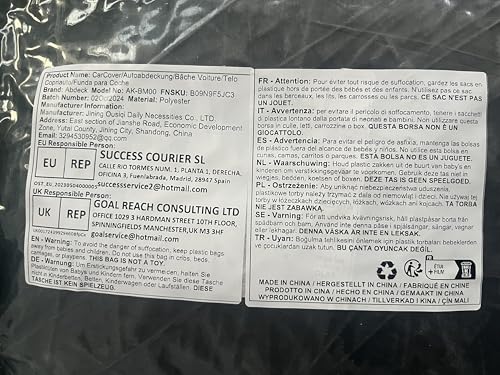 Product Name: CarCover/Autoabdeckung/Bâche Voiture/Telo
Copriauto/Funda para Coche
Brand: Abdeck Model No: AK-BM00 FNSKU: B09N9F5JC3
Batch Number: 02Oct2024 Material: Polyester
Manufacturer Information:
Manufacturer: Jining Ousiqi Daily Necessities Co., LTD.
Address: East section of Jianshe Road, Economic Development
Zone, Yutai County, Jining City, Shandong, China
Email: 3294530952@qq.com
EU Responsible Person
EU REP
SUCCESS COURIER SL
CALLE RIO TORMES NUM. 1, PLANTA 1, DERECHA,
OFICINA 3, Fuenlabrada, Madrid, 28947 Spain
successservice2@hotmail.com
UK Responsible Person
UK REP
GOAL REACH CONSULTING LTD
OFFICE 1029 3 HARDMAN STREET 10TH FLOOR,
SPINNINGFIELDS MANCHESTER,UK M3 3HF
goalservice@hotmail.com
EN - Warning: To avoid the danger of suffocation, keep plastic bags
away from babies and children. Do not use this bag in cribs, beds,
carriages, or playpens. THIS BAG IS NOT A TOY.
DE - Warnung: Um Erstickungsgefahr zu vermeiden, halten Sie
Plastiktüten von Babys und Kindern fern. Verwenden Sie diese Tasche
nicht in Kinderbetten, Betten, Kinderwagen oder Laufställen. DIESE
TASCHE IST KEIN SPIELZEUG.
FR - Attention: Pour éviter tout risque de suffocation, gardez les sacs en
plastique hors de portée des bébés et des enfants. N'utilisez pas ce sac
dans les berceaux, les lits, les carrosses ou les parcs. CE SAC N'EST PAS
UN JOUET.
IT - Avvertenza: per evitare il pericolo di soffocamento, tenere i sacchetti
di plastica lontano dalla portata di neonati e bambini. Non utilizzare questa
borsa in culle, letti, carrozzine o box. QUESTA BORSA NON È UN
GIOCATTOLO.
ES - Advertencia: Para evitar el peligro de asfixia, mantenga las bolsas
de plástico fuera del alcance de bebés y niños. No utilice esta bolsa en
cunas, camas, carritos o parques. ESTA BOLSA NO ES UN JUGUETE.
NL - Waarschuwing: Houd plastic zakken uit de buurt van baby's en
kinderen om verstikkingsgevaar te voorkomen. Gebruik deze tas niet in
wiegjes, bedden, koetsen of boxen. DEZE TAS IS GEEN SPEELGOED.
PL - Ostrzeżenie: Aby uniknąć niebezpieczeństwa uduszenia,
trzymaj plastikowe torby z dala od niemowląt i dzieci. Nie używaj tej
torby w łóżeczkach, łóżkach, wózkach dziecięcych ani kojcach. TA TORBA
NIE JEST ZABAWKĄ.
SE - Varning: För att undvika kvävningsrisk, håll plastpåsar borta från
spädbarn och barn. Använd inte denna påse i spjälsängar, sängar, vagnar
DENNA VÄSKA ÄR INTE EN LEKSAK.
TR - Uyarı: Boğulma tehlikesini önlemek için plastik torbaları bebeklerden
BU ÇANTA OYUNCAK DEĞİL.
FR
MADE IN CHINA / HERGESTELLT IN CHINA / FABRIQUÉ EN CHINE
PRODOTTO IN CINA / HECHO EN CHINA / GEMAAKT IN CHINA
WYPRODUKOWANO W CHINACH / TILLVERKAD I KINA / ÇİN MALI